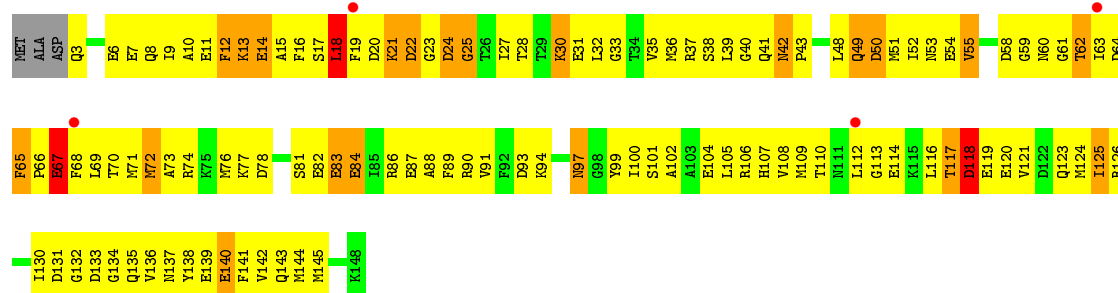 MET ALA ASP Q3 E6 E7 Q8 I9 A10 E11 F12 K13 E14 A15 F16 S17 L18 F19 D20 K21 D22 G23 D24 G25 T26 I27 T28 T29 K30 E31 L32 G33 T34 V35 M36 R37 S38 L39 G40 Q41 N42 P43 L48 Q49 D50 M51 I52 N53 E54 V55 D58 G59 N60 G61 T62 I63 D64
F65 P66 E67 F68 L69 T70 M71 M72 A73 R74 K75 M76 K77 D78 S81 E82 E83 E84 I85 R86 E87 A88 F89 R90 V91 F92 D93 K94 N97 G98 Y99 I100 S101 A102 A103 E104 L105 R106 H107 V108 M109 T110 N111 L112 G113 E114 K115 L116 T117 D118 E119 E120 V121 D122 Q123 M124 I125 R126
I130 D131 G132 D133 G134 Q135 V136 N137 Y138 E139 E140 F141 V142 Q143 M144 M145 K148